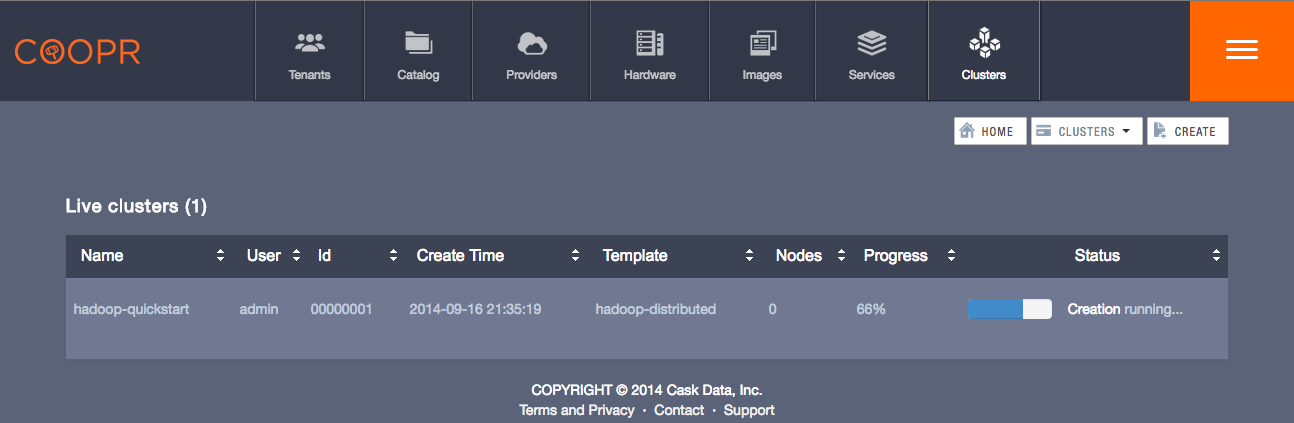 COOPR
Tenants Catalog Providers Hardware Images Services Clusters
HOME CLUSTERS CREATE
Live clusters (1)
Name User Id Create Time Template Nodes Progress Status
hadoop-quickstart admin 00000001 2014-09-16 21:35:19 hadoop-distributed 0 66% Creation running...
COPYRIGHT © 2014 Cask Data, Inc.
Terms and Privacy · Contact · Support